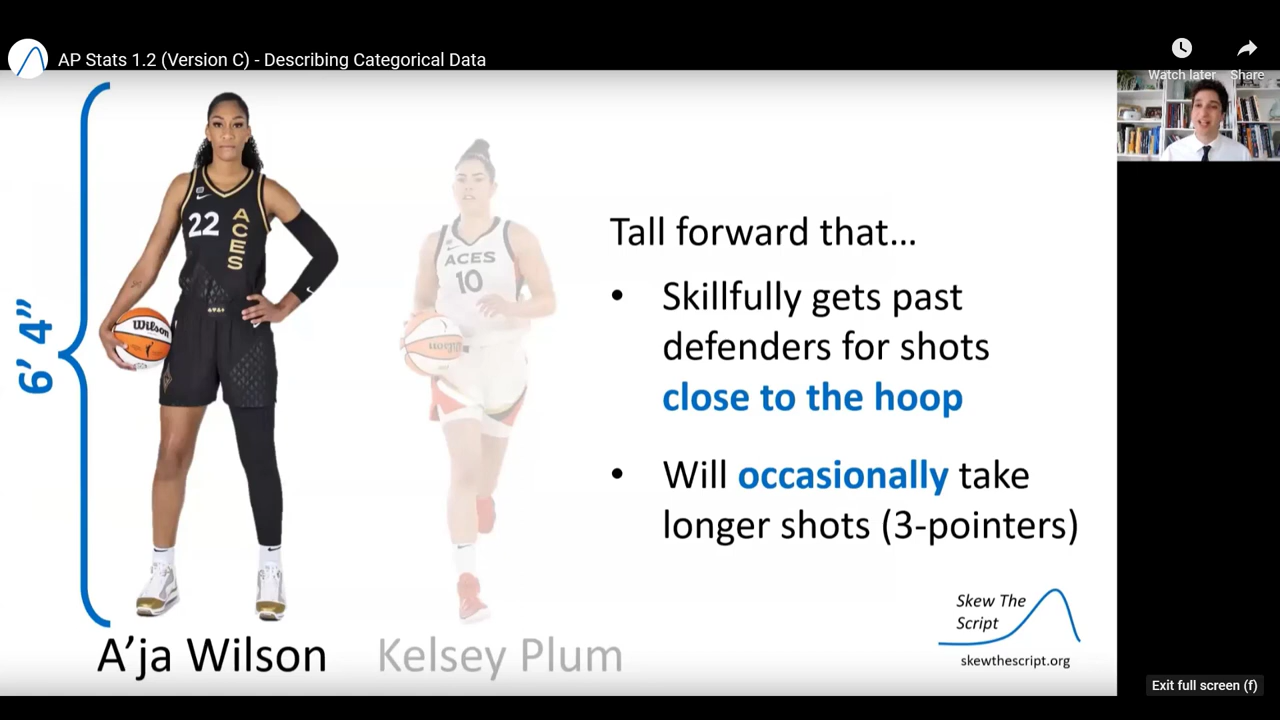 AP Stats 1.2 (Version C) - Describing Categorical Data
Watch later
Share
6’ 4”
22
ACES
Wilson
ACES
10
Wilson
Tall forward that...
• Skillfully gets past
defenders for shots
close to the hoop
• Will occasionally take
longer shots (3-pointers)
A’ja Wilson
Kelsey Plum
Skew The
Script
skewthescript.org
Exit full screen (f)